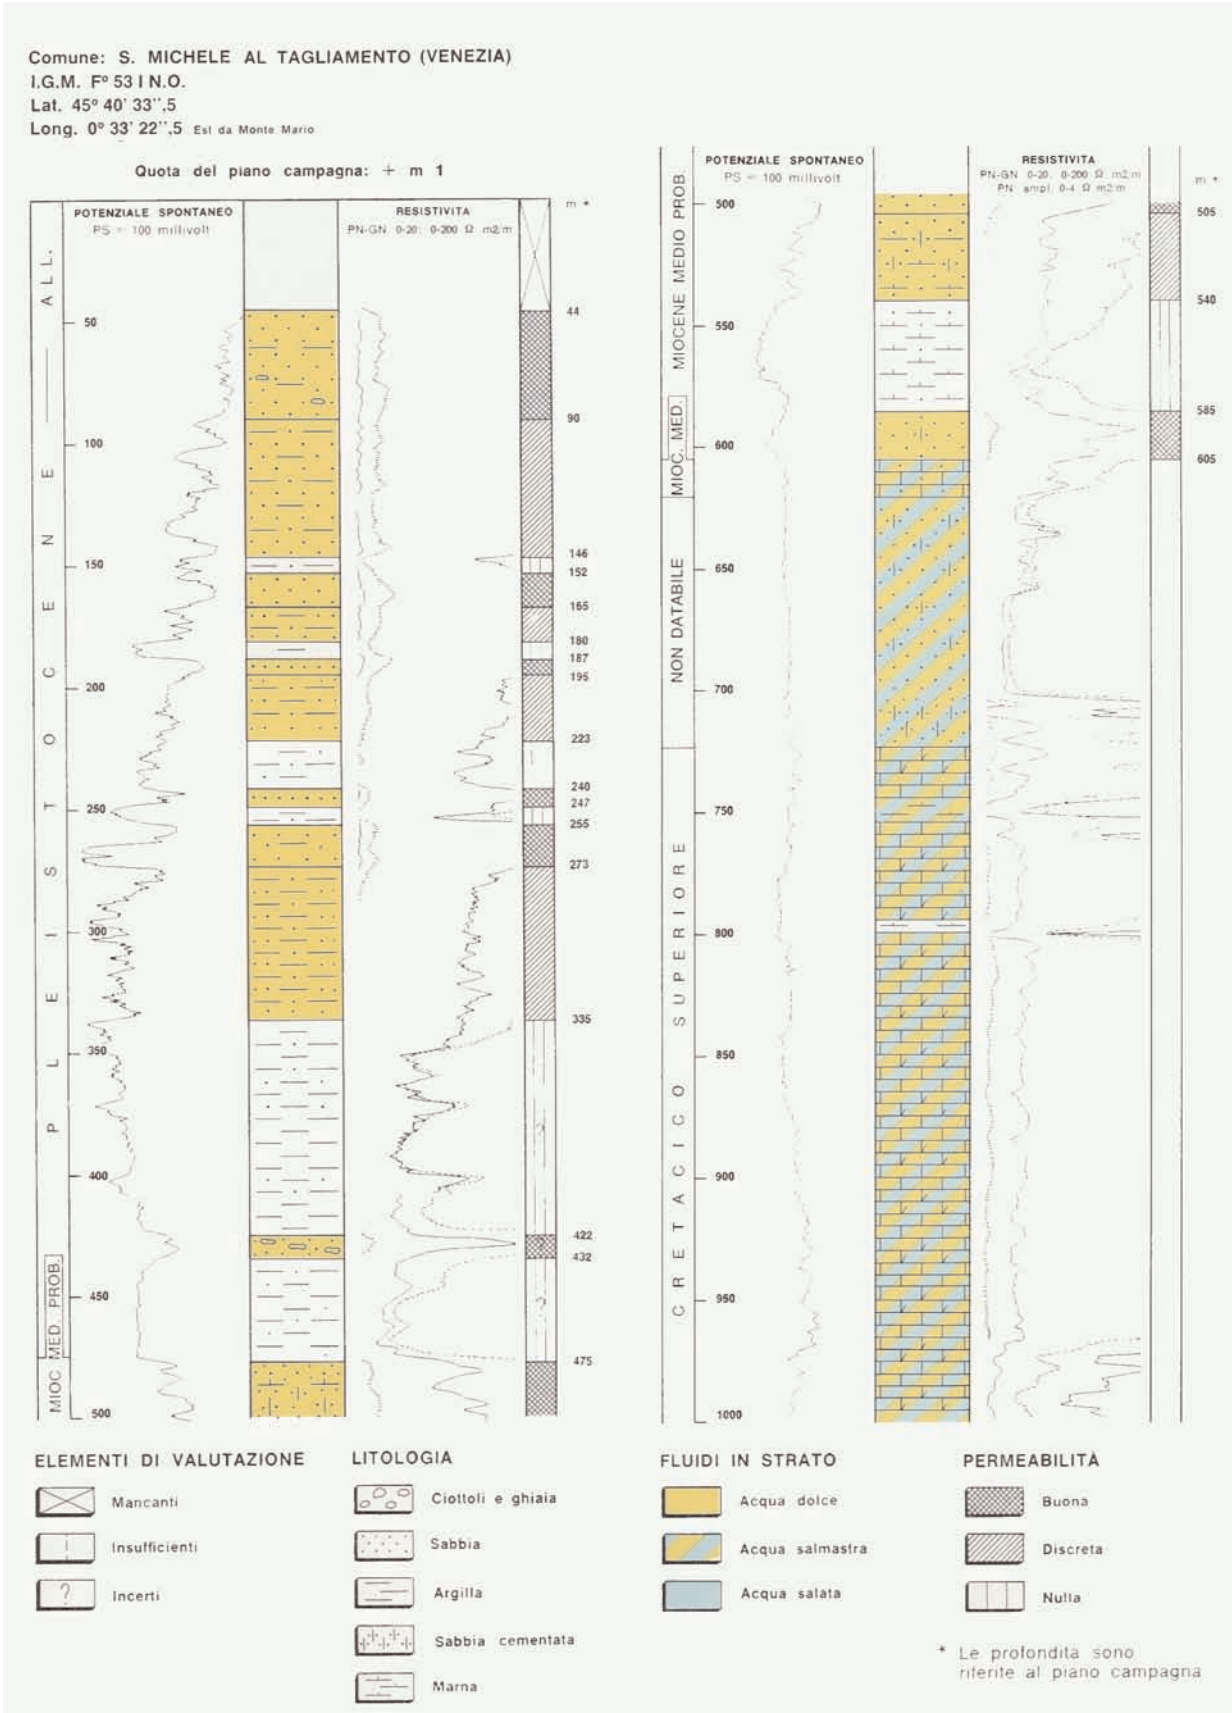 Comune: S. MICHELE AL TAGLIAMENTO (VENEZIA)
I.G.M. Fº 53 I N.O.
Lat. 45º 40' 33'',5
Long. 0º 33' 22'',5 Est da Monte Mario
Quota del piano campagna: + m 1
POTENZIALE SPONTANEO
PS = 100 millivolt
RESISTIVITA
PN-GN 0-20; 0-200 Ω m2/m
m *
ALL.
PLEISTOCENE
MIOC MED. PROB.
50
100
150
200
250
300
350
400
450
500
44
90
146
152
165
180
187
195
223
240
247
255
273
335
422
432
475
POTENZIALE SPONTANEO
PS = 100 millivolt
RESISTIVITA
PN-GN 0-20; 0-200 Ω m2/m
PN ampl. 0-4 Ω m2/m
m *
MIOCENE MEDIO PROB.
MIOC. MED.
NON DATABILE
CRETACICO SUPERIORE
500
550
600
650
700
750
800
850
900
950
1000
505
540
585
605
ELEMENTI DI VALUTAZIONE
Mancanti
Insufficienti
?
Incerti
LITOLOGIA
Ciottoli e ghiaia
Sabbia
Argilla
Sabbia cementata
Marna
FLUIDI IN STRATO
Acqua dolce
Acqua salmastra
Acqua salata
PERMEABILITÀ
Buona
Discreta
Nulla
* Le profondita sono
riferite al piano campagna